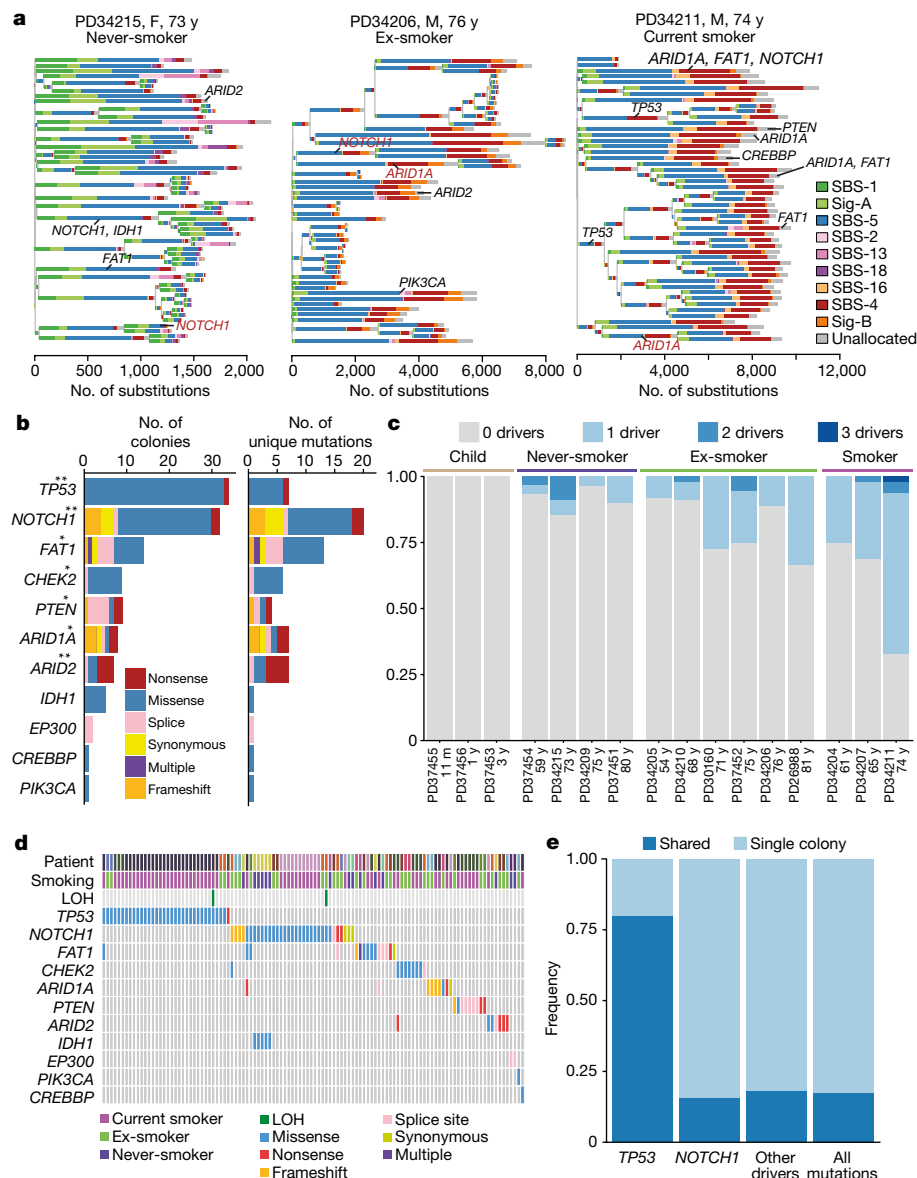 a
PD34215, F, 73 y
Never-smoker
PD34206, M, 76 y
Ex-smoker
PD34211, M, 74 y
Current smoker
ARID2
NOTCH1, IDH1
FAT1
NOTCH1
0 500 1,000 1,500 2,000
No. of substitutions
NOTCH1
ARID1A
ARID2
PIK3CA
0 2,000 4,000 6,000 8,000
No. of substitutions
ARID1A, FAT1, NOTCH1
TP53
PTEN
ARID1A
CREBBP
ARID1A, FAT1
FAT1
TP53
ARID1A
0 2,000 4,000 6,000 8,000 12,000
No. of substitutions
SBS-1
Sig-A
SBS-5
SBS-2
SBS-13
SBS-18
SBS-16
SBS-4
Sig-B
Unallocated
b
No. of colonies
0 10 20 30
No. of unique mutations
0 5 10 15 20
TP53 **
NOTCH1 **
FAT1 *
CHEK2 *
PTEN *
ARID1A *
ARID2 **
IDH1
EP300
CREBBP
PIK3CA
Nonsense
Missense
Splice
Synonymous
Multiple
Frameshift
c
0 drivers 1 driver 2 drivers 3 drivers
Child Never-smoker Ex-smoker Smoker
1.00
0.75
0.50
0.25
0
PD37455 11 m
PD37456 1 y
PD37453 3 y
PD37454 59 y
PD34215 73 y
PD34209 75 y
PD37451 80 y
PD34205 54 y
PD34210 68 y
PD30160 71 y
PD37452 75 y
PD34206 76 y
PD26988 81 y
PD34204 61 y
PD34207 65 y
PD34211 74 y
d
Patient
Smoking
LOH
TP53
NOTCH1
FAT1
CHEK2
ARID1A
PTEN
ARID2
IDH1
EP300
PIK3CA
CREBBP
Current smoker
Ex-smoker
Never-smoker
LOH
Missense
Nonsense
Frameshift
Splice site
Synonymous
Multiple
e
Shared Single colony
Frequency
1.00
0.75
0.50
0.25
0
TP53
NOTCH1
Other drivers
All mutations